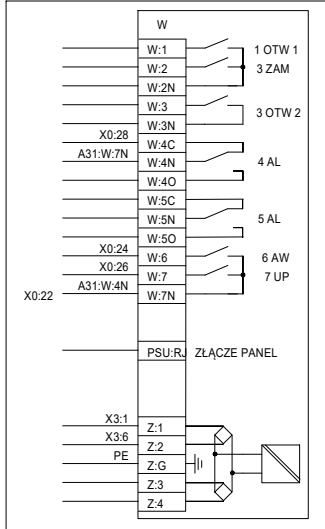 W
W:1 1 OTW 1
W:2 3 ZAM
W:2N
W:3
W:3N 3 OTW 2
X0:28 W:4C
A31:W:7N W:4N 4 AL
W:4O
W:5C
W:5N 5 AL
W:5O
X0:24 W:6 6 AW
X0:26 W:7 7 UP
X0:22 A31:W:4N W:7N
PSU:RJ ZŁĄCZE PANEL
X3:1 Z:1
X3:6 Z:2
PE Z:G
Z:3
Z:4